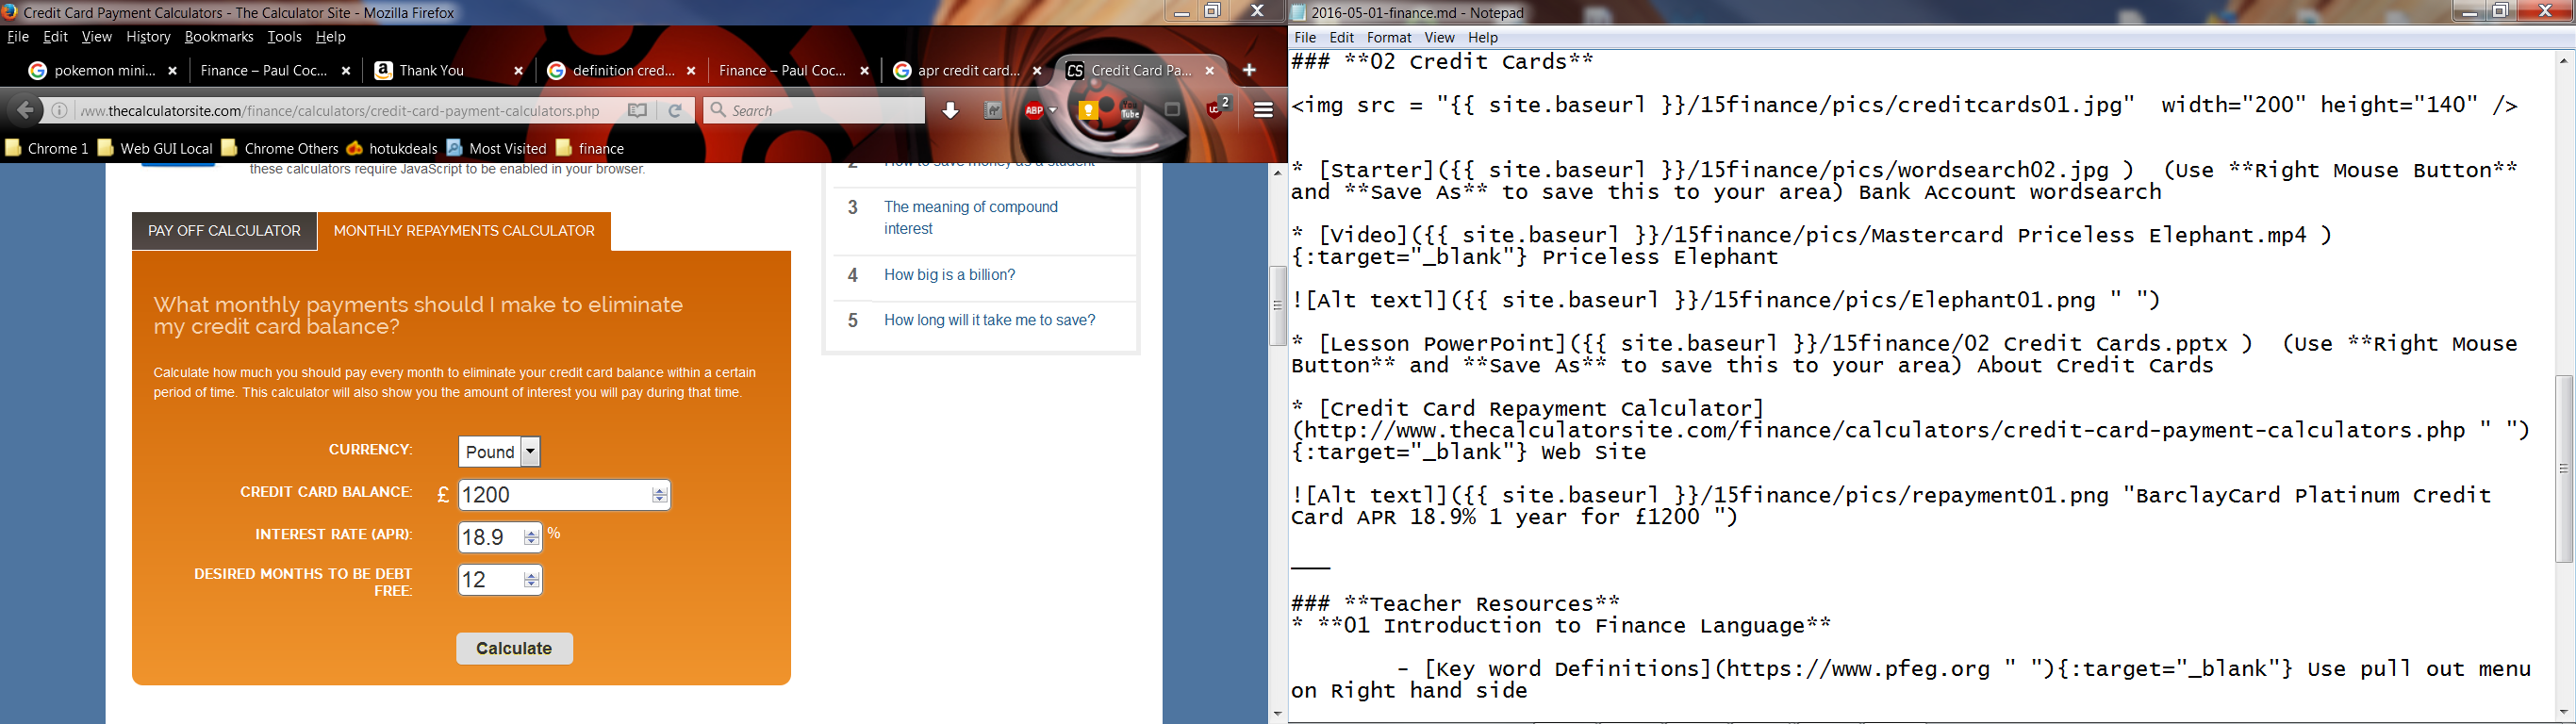 Credit Card Payment Calculators - The Calculator Site - Mozilla Firefox
File Edit View History Bookmarks Tools Help
pokemon mini... Finance – Paul Coc... Thank You definition cred... Finance – Paul Coc... apr credit card... Credit Card Pa...
www.thecalculatorsite.com/finance/calculators/credit-card-payment-calculators.php Search ABP You Tube 2
Chrome 1 Web GUI Local Chrome Others hotukdeals Most Visited finance
these calculators require JavaScript to be enabled in your browser.
PAY OFF CALCULATOR MONTHLY REPAYMENTS CALCULATOR
What monthly payments should I make to eliminate
my credit card balance?
Calculate how much you should pay every month to eliminate your credit card balance within a certain
period of time. This calculator will also show you the amount of interest you will pay during that time.
CURRENCY: Pound
CREDIT CARD BALANCE: £ 1200
INTEREST RATE (APR): 18.9 %
DESIRED MONTHS TO BE DEBT
FREE: 12
Calculate
2 How to save money as a student
3 The meaning of compound
interest
4 How big is a billion?
5 How long will it take me to save?
2016-05-01-finance.md - Notepad
File Edit Format View Help
### **02 Credit Cards**
<img src = "{{ site.baseurl }}/15finance/pics/creditcards01.jpg"  width="200" height="140" />
* [Starter]({{ site.baseurl }}/15finance/pics/wordsearch02.jpg )  (Use **Right Mouse Button**
and **Save As** to save this to your area) Bank Account wordsearch
* [Video]({{ site.baseurl }}/15finance/pics/Mastercard Priceless Elephant.mp4 )
{:target="_blank"} Priceless Elephant
![Alt textl]({{ site.baseurl }}/15finance/pics/Elephant01.png " ")
* [Lesson PowerPoint]({{ site.baseurl }}/15finance/02 Credit Cards.pptx )  (Use **Right Mouse
Button** and **Save As** to save this to your area) About Credit Cards
* [Credit Card Repayment Calculator]
(http://www.thecalculatorsite.com/finance/calculators/credit-card-payment-calculators.php " ")
{:target="_blank"} Web Site
![Alt textl]({{ site.baseurl }}/15finance/pics/repayment01.png "BarclayCard Platinum Credit
Card APR 18.9% 1 year for £1200 ")
___
### **Teacher Resources**
* **01 Introduction to Finance Language**
- [Key word Definitions](https://www.pfeg.org " "){:target="_blank"} Use pull out menu
on Right hand side